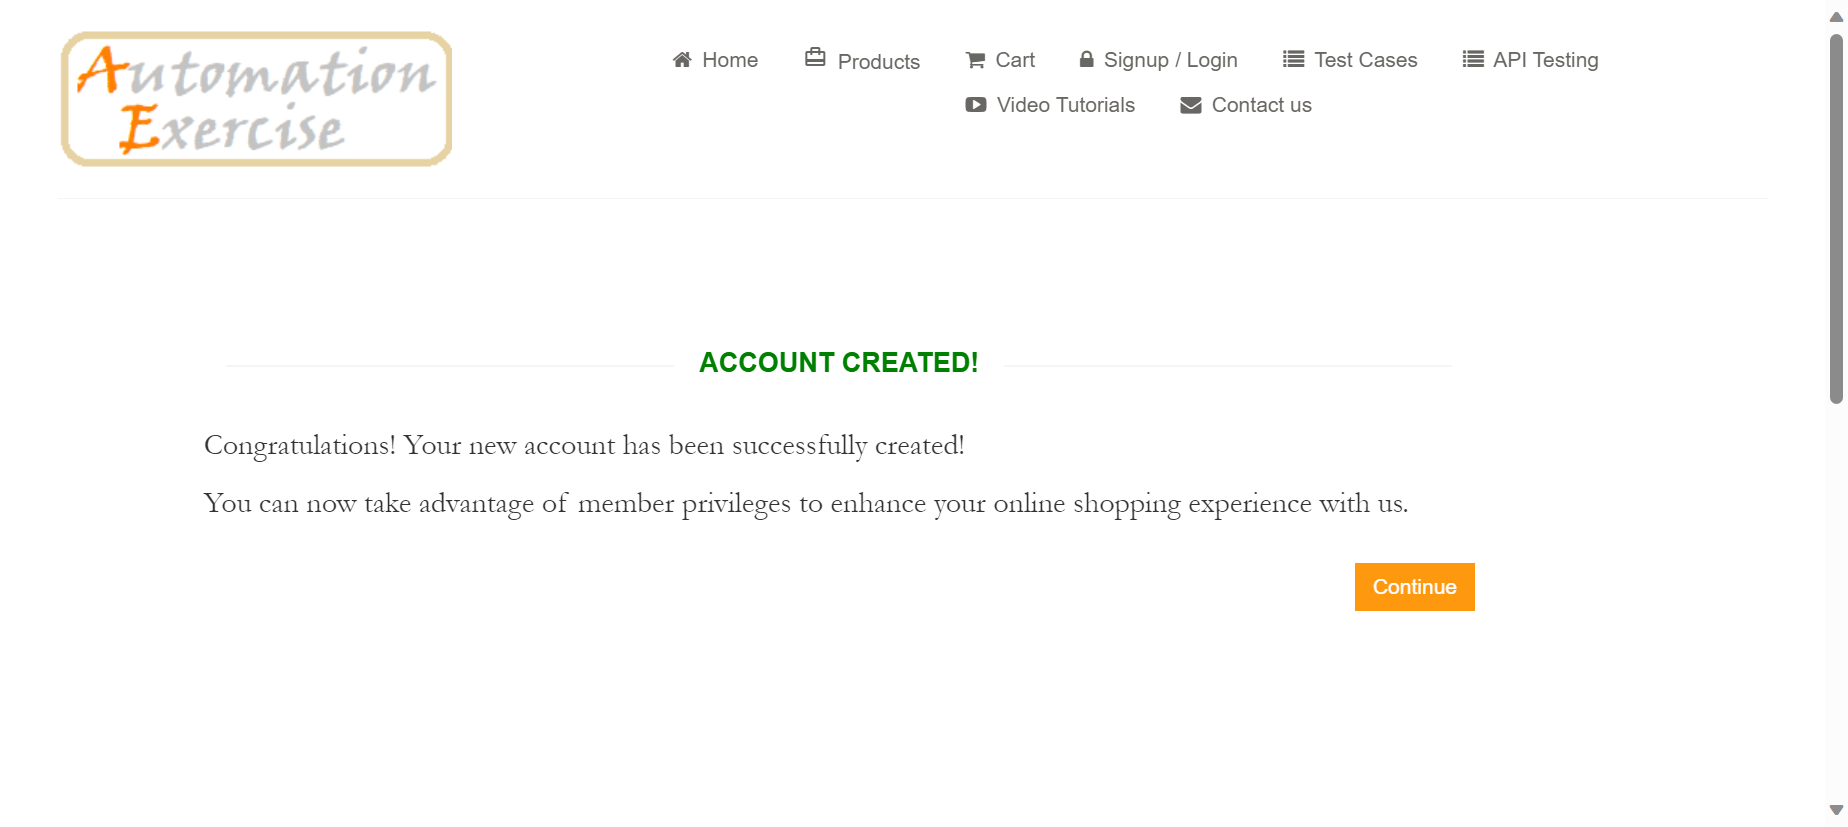 Automation
Exercise
Home Products Cart Signup / Login Test Cases API Testing
Video Tutorials Contact us
ACCOUNT CREATED!
Congratulations! Your new account has been successfully created!
You can now take advantage of member privileges to enhance your online shopping experience with us.
Continue